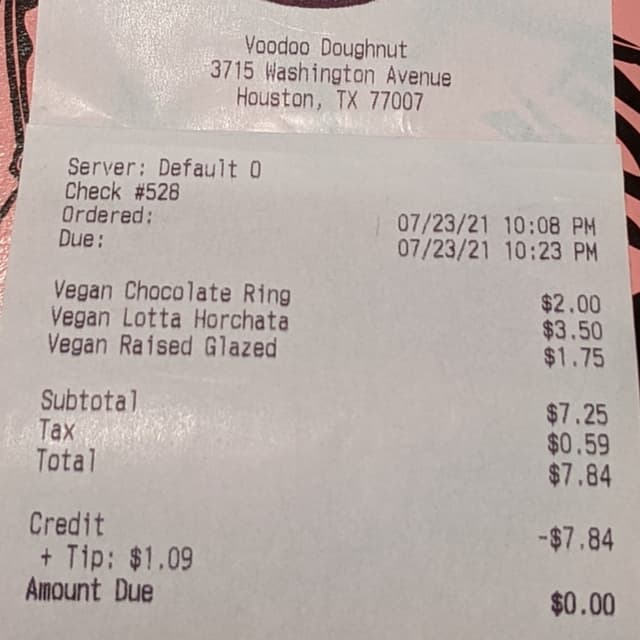 Voodoo Doughnut
3715 Washington Avenue
Houston, TX 77007
Server: Default O
Check #528
Ordered: 07/23/21 10:08 PM
Due: 07/23/21 10:23 PM
Vegan Chocolate Ring $2.00
Vegan Lotta Horchata $3.50
Vegan Raised Glazed $1.75
Subtotal $7.25
Tax $0.59
Total $7.84
Credit -$7.84
+ Tip: $1.09
Amount Due $0.00